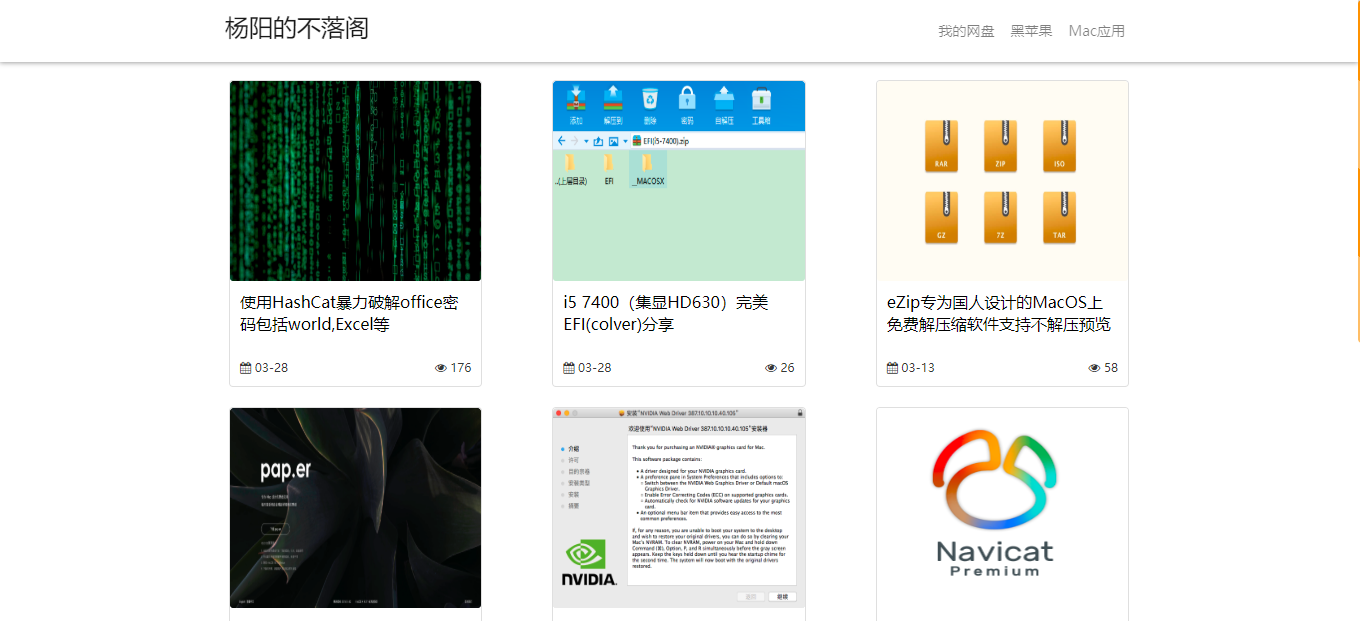 杨阳的不落阁
我的网盘 黑苹果 Mac应用
添加 解压到 删除 密码 自解压 工具箱
EFI(i5-7400).zip
..(上层目录) EFI __MACOSX
RAR ZIP ISO
GZ 7Z TAR
使用HashCat暴力破解office密
码包括world,Excel等
03-28 176
i5 7400（集显HD630）完美
EFI(colver)分享
03-28 26
eZip专为国人设计的MacOS上
免费解压缩软件支持不解压预览
03-13 58
pap.er
安装"NVIDIA Web Driver 387.10.10.10.40.105"
欢迎使用"NVIDIA Web Driver 387.10.10.10.40.105"安装器
介绍
许可
目的宗卷
安装类型
安装
摘要
Thank you for purchasing an NVIDIA® graphics card for Mac.
This software package contains:
• A driver designed for your NVIDIA graphics card.
• A preference pane in System Preferences that includes options to:
○ Switch between the NVIDIA Web Graphics Driver or Default macOS
Graphics Driver.
○ Enable Error Correcting Codes (ECC) on supported graphics cards.
○ Automatically check for NVIDIA software updates for your graphics
card.
• An optional menu bar item that provides easy access to the most
common preferences.
If, for any reason, you are unable to boot your system to the desktop
and wish to restore your original drivers, you can do so by clearing your
Mac's NVRAM. To clear NVRAM, power on your Mac and hold down
Command (⌘), Option, P, and R simultaneously before the gray screen
appears. Keep the keys held down until you hear the startup chime for
the second time. The system will now boot with the original drivers
restored.
NVIDIA.
返回 继续
Navicat
Premium